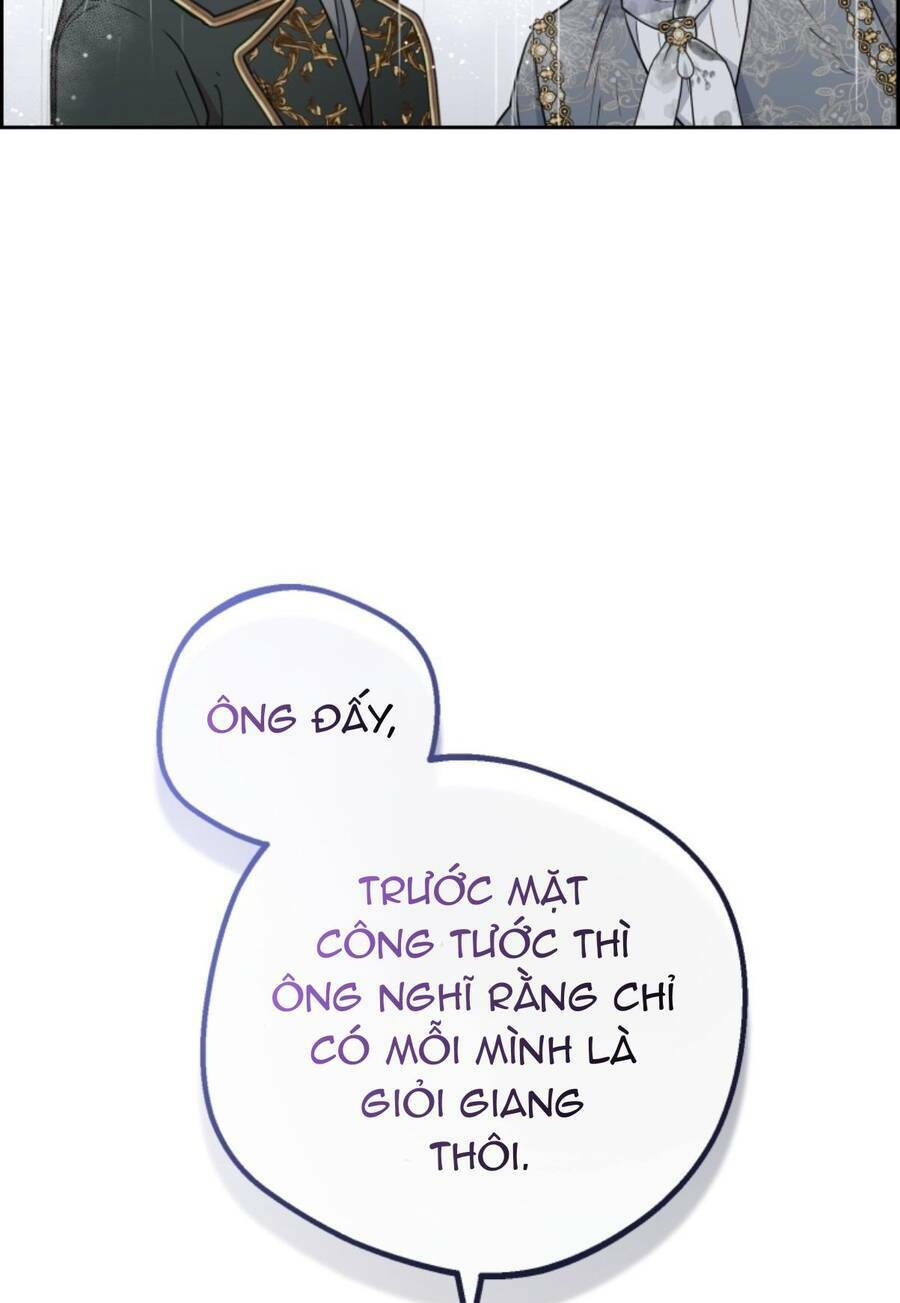 ÔNG ĐẤY,
TRƯỚC MẶT
CÔNG TƯỚC THÌ
ÔNG NGHĨ RẰNG CHỈ
CÓ MỖI MÌNH LÀ
GIỎI GIANG
THÔI.